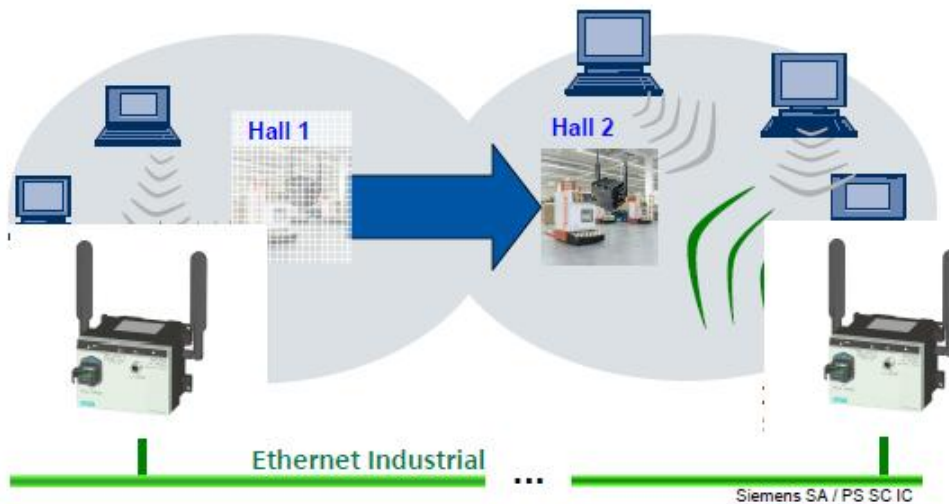 Hall 1
Hall 2
Ethernet Industrial
...
Siemens SA / PS SC IC